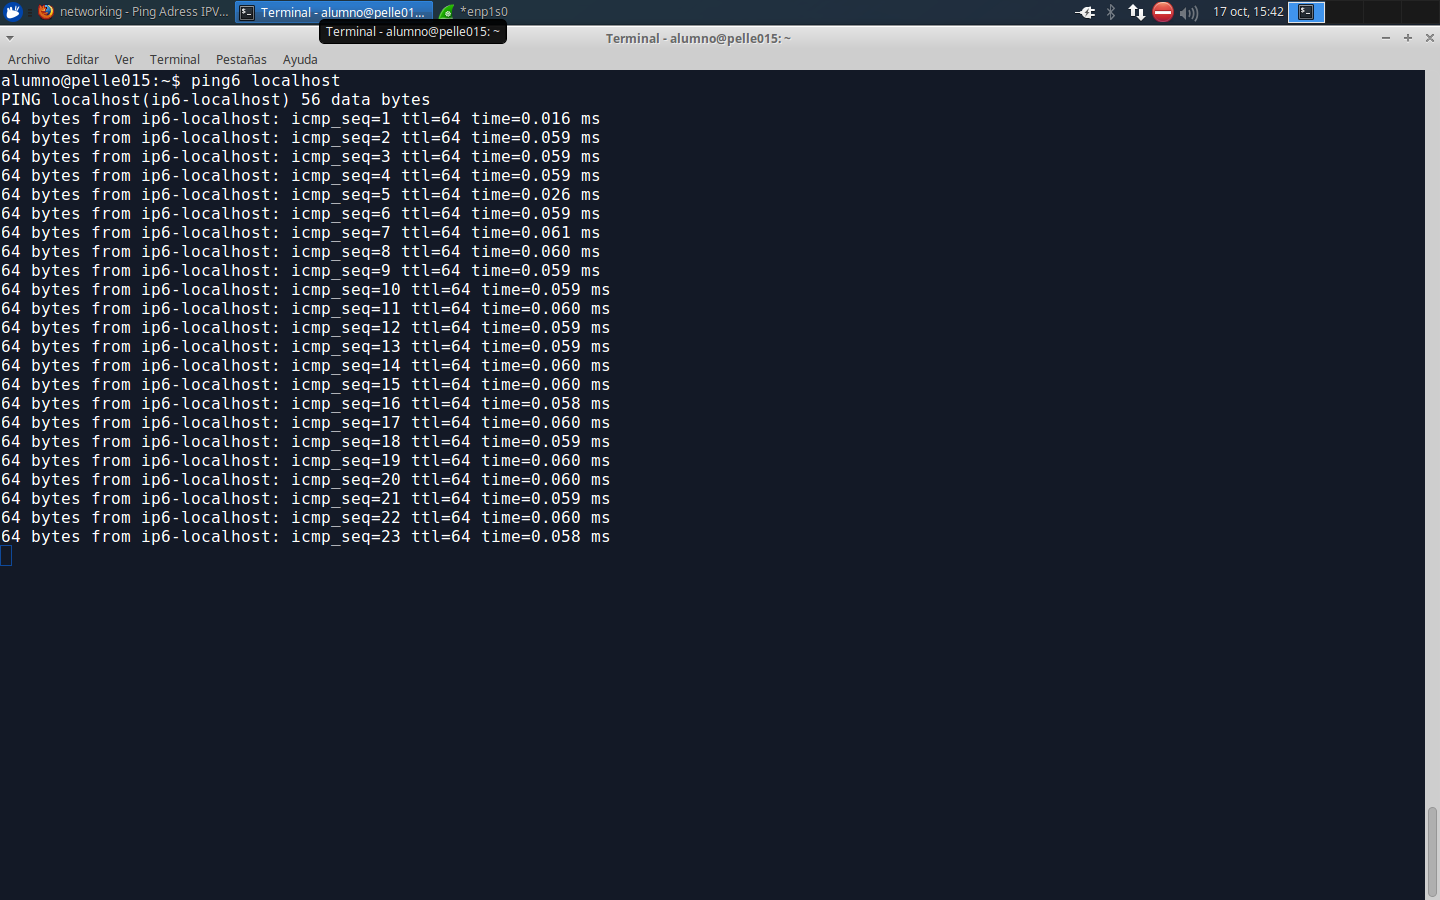 networking - Ping Adress IPV...
Terminal - alumno@pelle01...
*enp1s0
17 oct, 15:42
Terminal - alumno@pelle015: ~
Terminal - alumno@pelle015: ~
Archivo Editar Ver Terminal Pestañas Ayuda
alumno@pelle015:~$ ping6 localhost
PING localhost(ip6-localhost) 56 data bytes
64 bytes from ip6-localhost: icmp_seq=1 ttl=64 time=0.016 ms
64 bytes from ip6-localhost: icmp_seq=2 ttl=64 time=0.059 ms
64 bytes from ip6-localhost: icmp_seq=3 ttl=64 time=0.059 ms
64 bytes from ip6-localhost: icmp_seq=4 ttl=64 time=0.059 ms
64 bytes from ip6-localhost: icmp_seq=5 ttl=64 time=0.026 ms
64 bytes from ip6-localhost: icmp_seq=6 ttl=64 time=0.059 ms
64 bytes from ip6-localhost: icmp_seq=7 ttl=64 time=0.061 ms
64 bytes from ip6-localhost: icmp_seq=8 ttl=64 time=0.060 ms
64 bytes from ip6-localhost: icmp_seq=9 ttl=64 time=0.059 ms
64 bytes from ip6-localhost: icmp_seq=10 ttl=64 time=0.059 ms
64 bytes from ip6-localhost: icmp_seq=11 ttl=64 time=0.060 ms
64 bytes from ip6-localhost: icmp_seq=12 ttl=64 time=0.059 ms
64 bytes from ip6-localhost: icmp_seq=13 ttl=64 time=0.059 ms
64 bytes from ip6-localhost: icmp_seq=14 ttl=64 time=0.060 ms
64 bytes from ip6-localhost: icmp_seq=15 ttl=64 time=0.060 ms
64 bytes from ip6-localhost: icmp_seq=16 ttl=64 time=0.058 ms
64 bytes from ip6-localhost: icmp_seq=17 ttl=64 time=0.060 ms
64 bytes from ip6-localhost: icmp_seq=18 ttl=64 time=0.059 ms
64 bytes from ip6-localhost: icmp_seq=19 ttl=64 time=0.060 ms
64 bytes from ip6-localhost: icmp_seq=20 ttl=64 time=0.060 ms
64 bytes from ip6-localhost: icmp_seq=21 ttl=64 time=0.059 ms
64 bytes from ip6-localhost: icmp_seq=22 ttl=64 time=0.060 ms
64 bytes from ip6-localhost: icmp_seq=23 ttl=64 time=0.058 ms